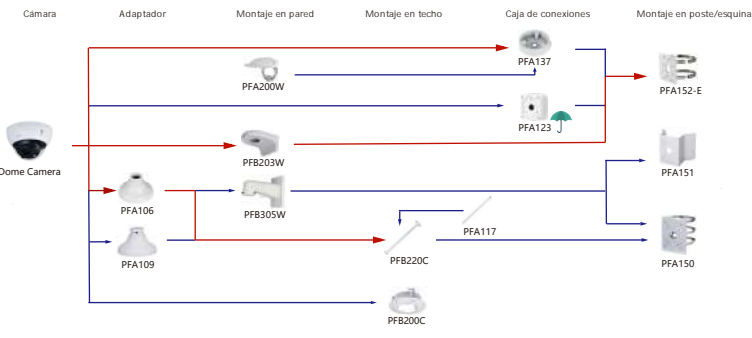 Cámara Adaptador Montaje en pared Montaje en techo Caja de conexiones Montaje en poste/esquina
PFA137
PFA200W
PFA152-E
PFA123
PFB203W
Dome Camera
PFA151
PFA106
PFB305W
PFA117
PFA109
PFB220C
PFA150
PFB200C